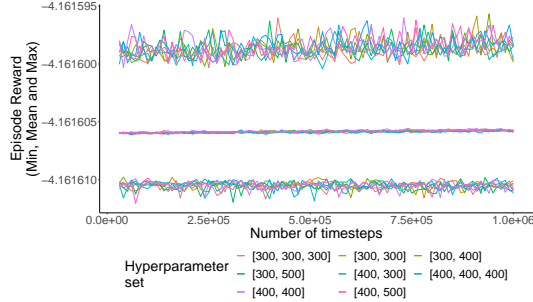 Episode Reward
(Min, Mean and Max)
−4.161595
−4.161600
−4.161605
−4.161610
0.0e+00 2.5e+05 5.0e+05 7.5e+05 1.0e+06
Number of timesteps
Hyperparameter
set
[300, 300, 300] [300, 300] [300, 400]
[300, 500] [400, 300] [400, 400, 400]
[400, 400] [400, 500]